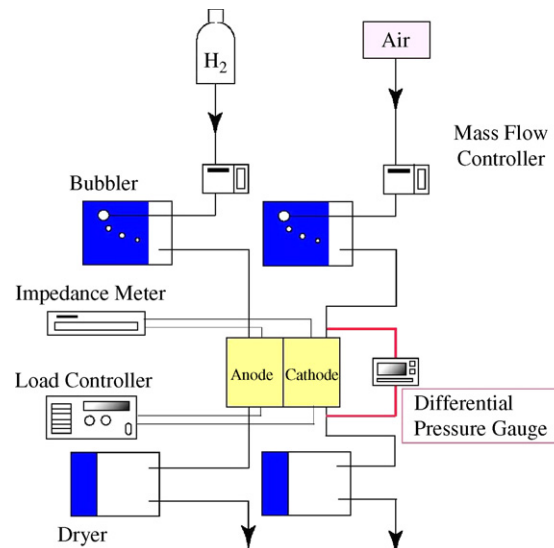 H2
Air
Mass Flow
Controller
Bubbler
Impedance Meter
Anode
Cathode
Load Controller
Differential
Pressure Gauge
Dryer